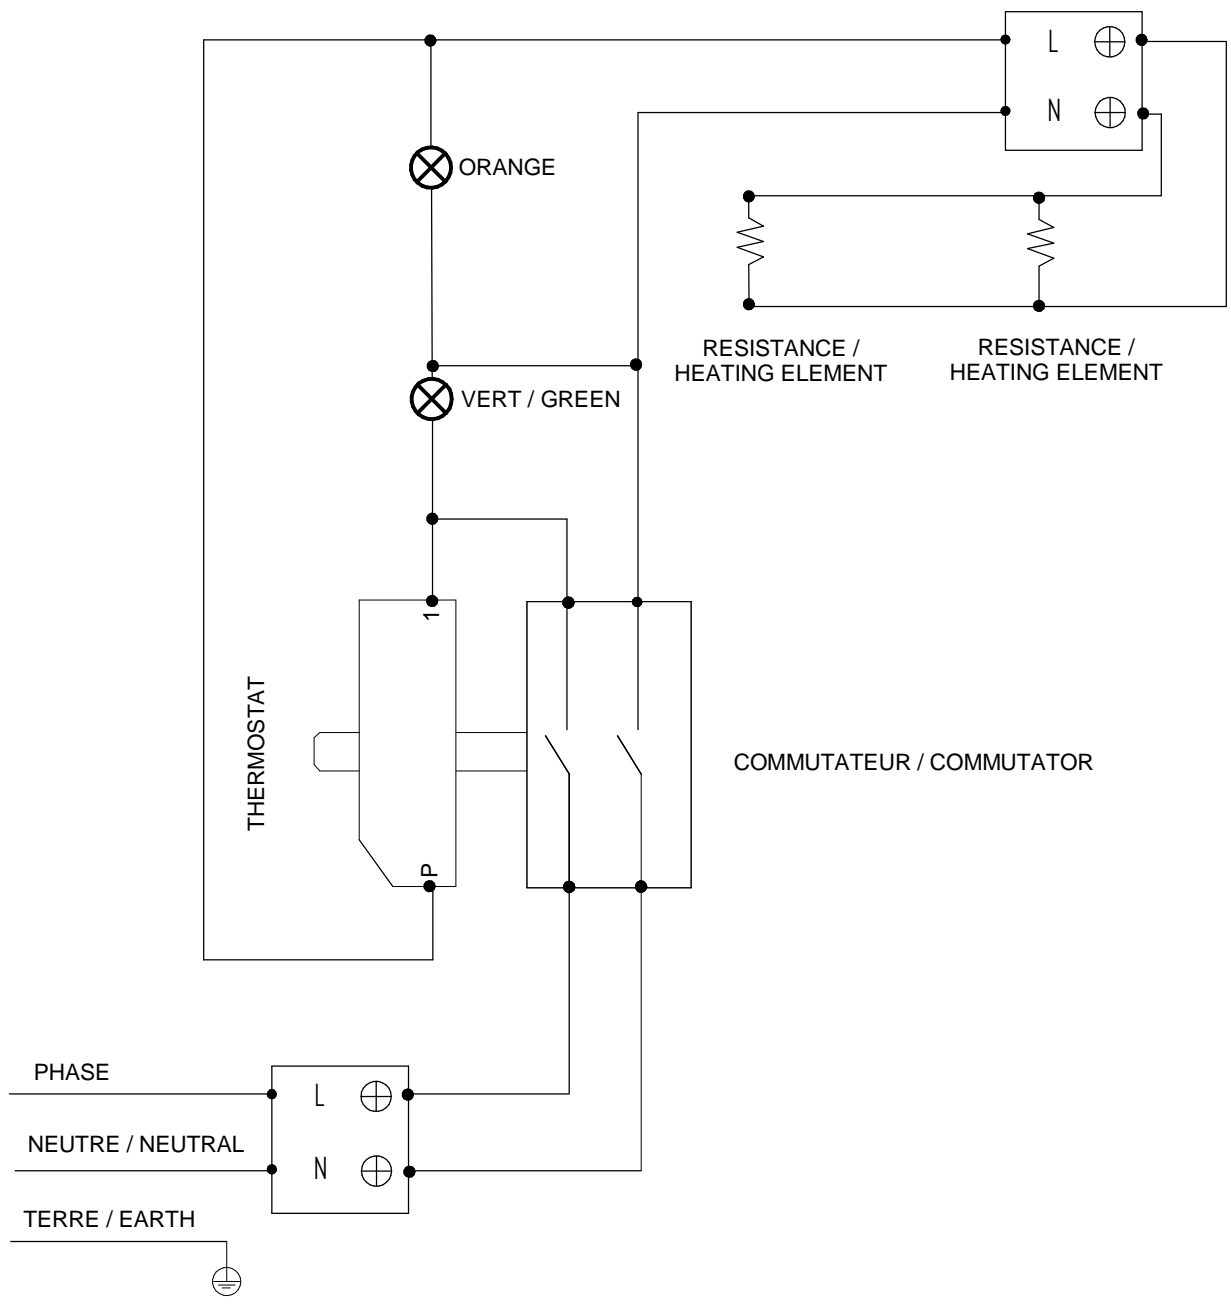 L
N
ORANGE
RESISTANCE /
HEATING ELEMENT
RESISTANCE /
HEATING ELEMENT
VERT / GREEN
1
THERMOSTAT
COMMUTATEUR / COMMUTATOR
P
PHASE
L
NEUTRE / NEUTRAL
N
TERRE / EARTH